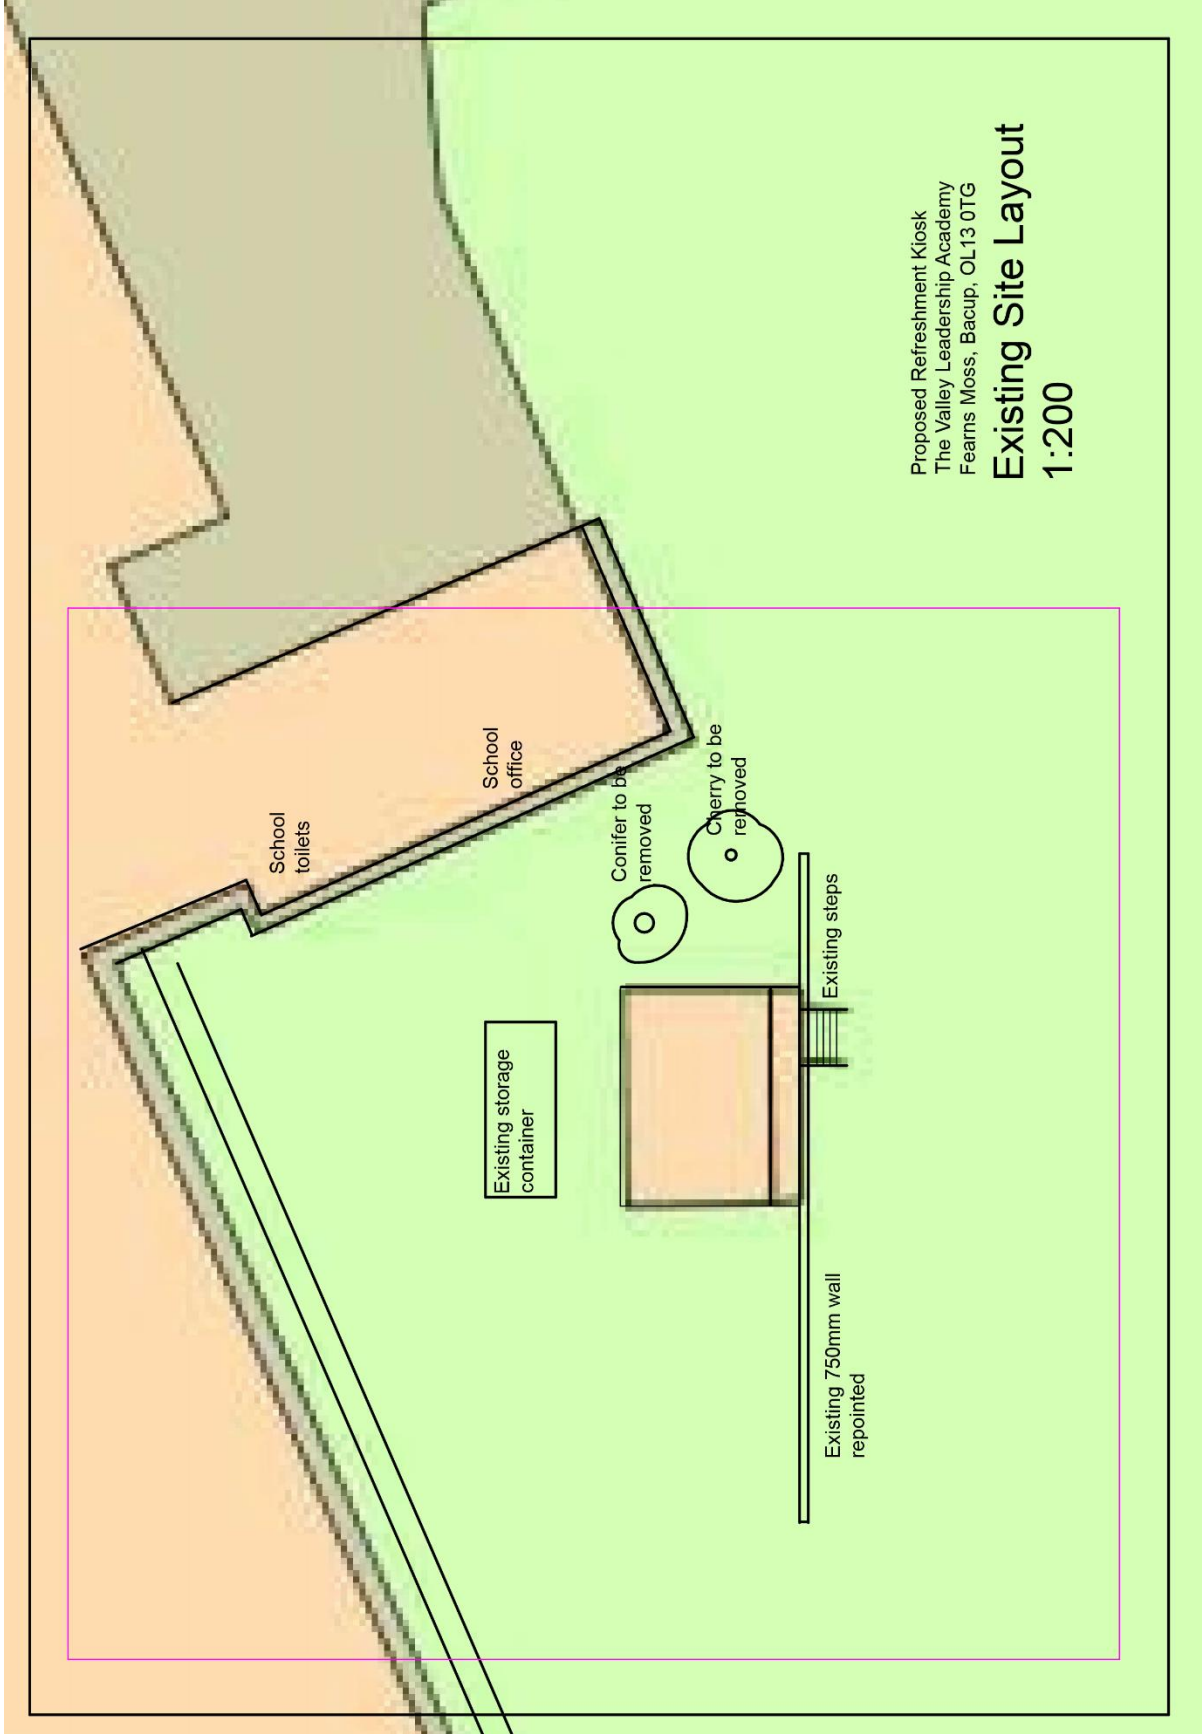 School
toilets
School
office
Existing storage
container
Conifer to be
removed
Cherry to be
removed
Existing steps
Existing 750mm wall
repointed
Proposed Refreshment Kiosk
The Valley Leadership Academy
Fearns Moss, Bacup, OL13 0TG
Existing Site Layout
1:200